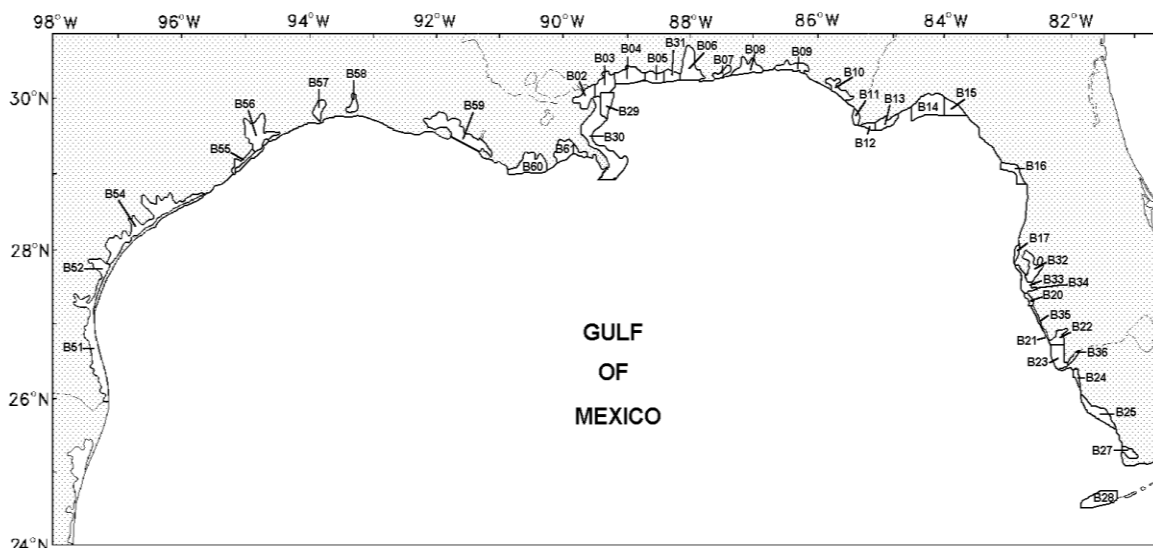 98°W 96°W 94°W 92°W 90°W 88°W 86°W 84°W 82°W
B31
B03 B04 B06 B08 B09
B02 B05 B07
B58
B57 B10
30°N
B56 B59 B29 B11 B13 B14 B15
B30 B12
B55 B60 B61
B16
B54
28°N
B17
B52 B32
B33
B34
B20
B35
GULF B21 B22
B51 B23 B36
OF
B24
26°N
MEXICO B25
B27
B28
24°N